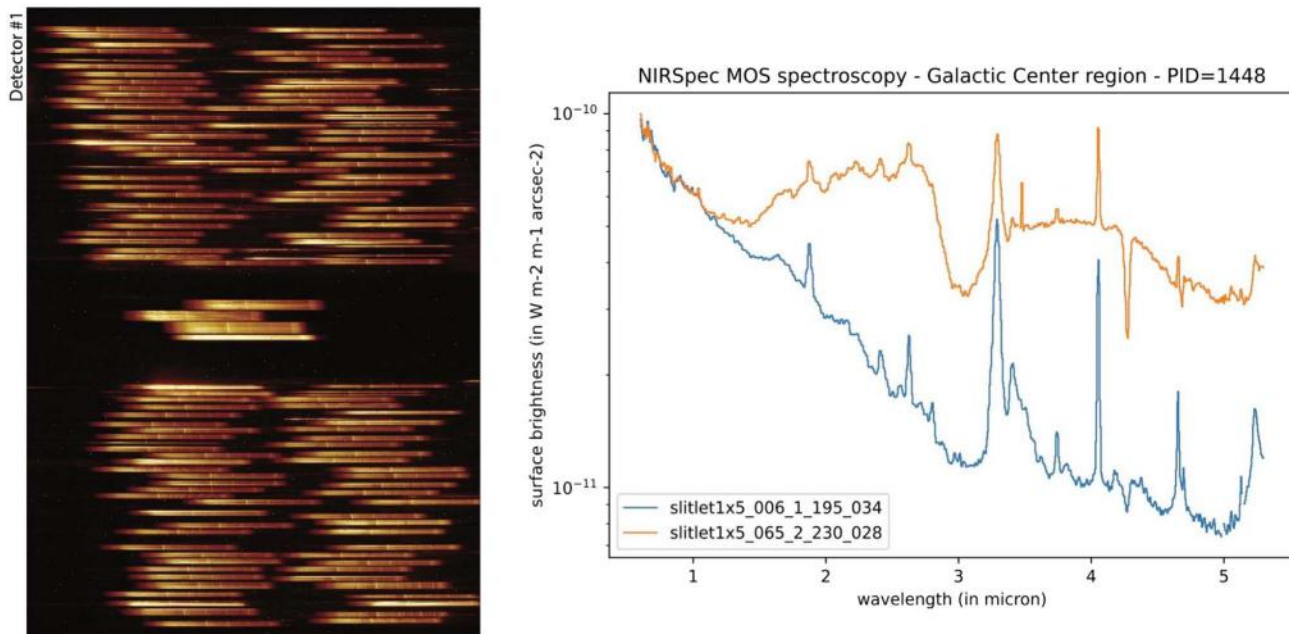 Detector #1
NIRSpec MOS spectroscopy - Galactic Center region - PID=1448
surface brightness (in W m-2 m-1 arcsec-2)
10⁻¹⁰
10⁻¹¹
slitlet1x5_006_1_195_034
slitlet1x5_065_2_230_028
1 2 3 4 5
wavelength (in micron)